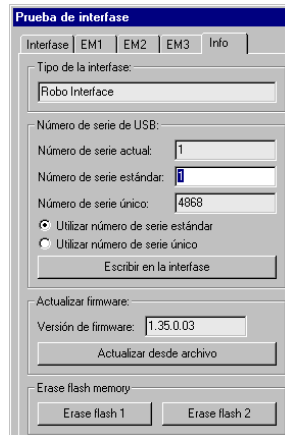 Prueba de interfase
Interfase EM1 EM2 EM3 Info
Tipo de la interfase:
Robo Interface
Número de serie de USB:
Número de serie actual: 1
Número de serie estándar: 1
Número de serie único: 4868
Utilizar número de serie estándar
Utilizar número de serie único
Escribir en la interfase
Actualizar firmware:
Versión de firmware: 1.35.0.03
Actualizar desde archivo
Erase flash memory
Erase flash 1 Erase flash 2